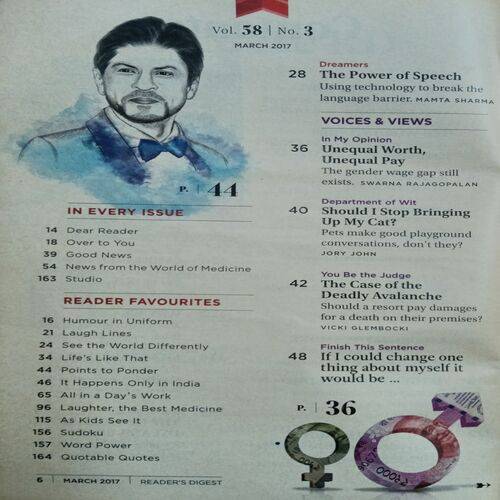 Vol. 58 | No. 3
MARCH 2017
P. | 44
IN EVERY ISSUE
14 Dear Reader
18 Over to You
39 Good News
54 News from the World of Medicine
163 Studio
READER FAVOURITES
16 Humour in Uniform
21 Laugh Lines
24 See the World Differently
34 Life's Like That
44 Points to Ponder
46 It Happens Only in India
65 All in a Day's Work
96 Laughter, the Best Medicine
115 As Kids See It
156 Sudoku
157 Word Power
164 Quotable Quotes
Dreamers
28 The Power of Speech
Using technology to break the
language barrier. MAMTA SHARMA
VOICES & VIEWS
In My Opinion
36 Unequal Worth,
Unequal Pay
The gender wage gap still
exists. SWARNA RAJAGOPALAN
Department of Wit
40 Should I Stop Bringing
Up My Cat?
Pets make good playground
conversations, don't they?
JORY JOHN
You Be the Judge
42 The Case of the
Deadly Avalanche
Should a resort pay damages
for a death on their premises?
VICKI GLEMBOCKI
Finish This Sentence
48 If I could change one
thing about myself it
would be ...
P. | 36
6 | MARCH 2017 | READER'S DIGEST